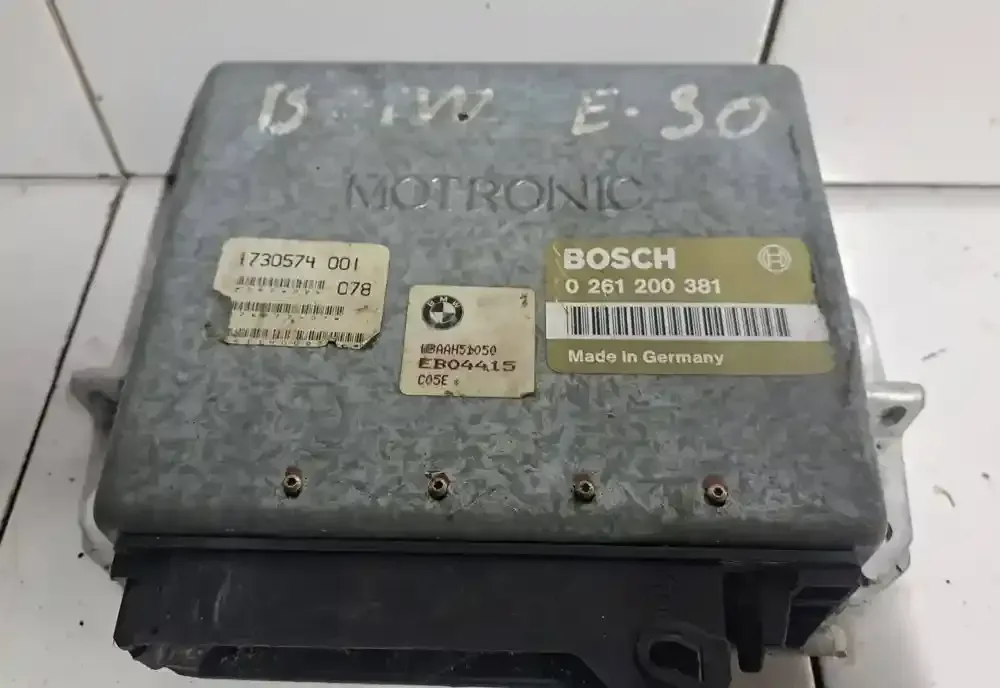 E-30
MOTRONIC
1730574 001
078
BMW
WBAAH51050
EB04415
C05E *
BOSCH
0 261 200 381
Made in Germany